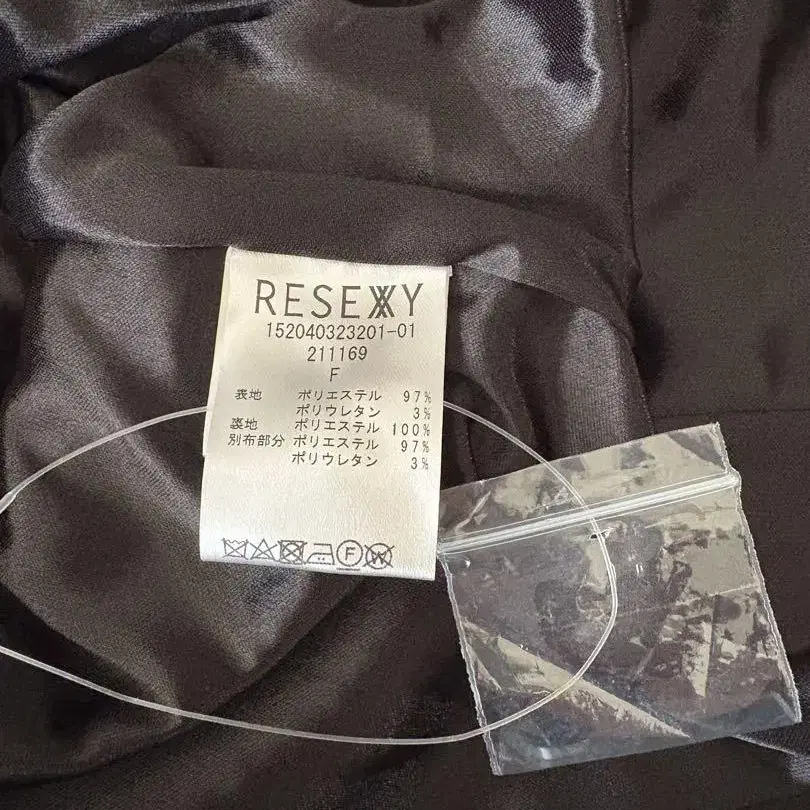 RESEXXY
152040323201-01
211169
F
表地 ポリエステル 97%
ポリウレタン 3%
裏地 ポリエステル 100%
別布部分 ポリエステル 97%
ポリウレタン 3%
F W